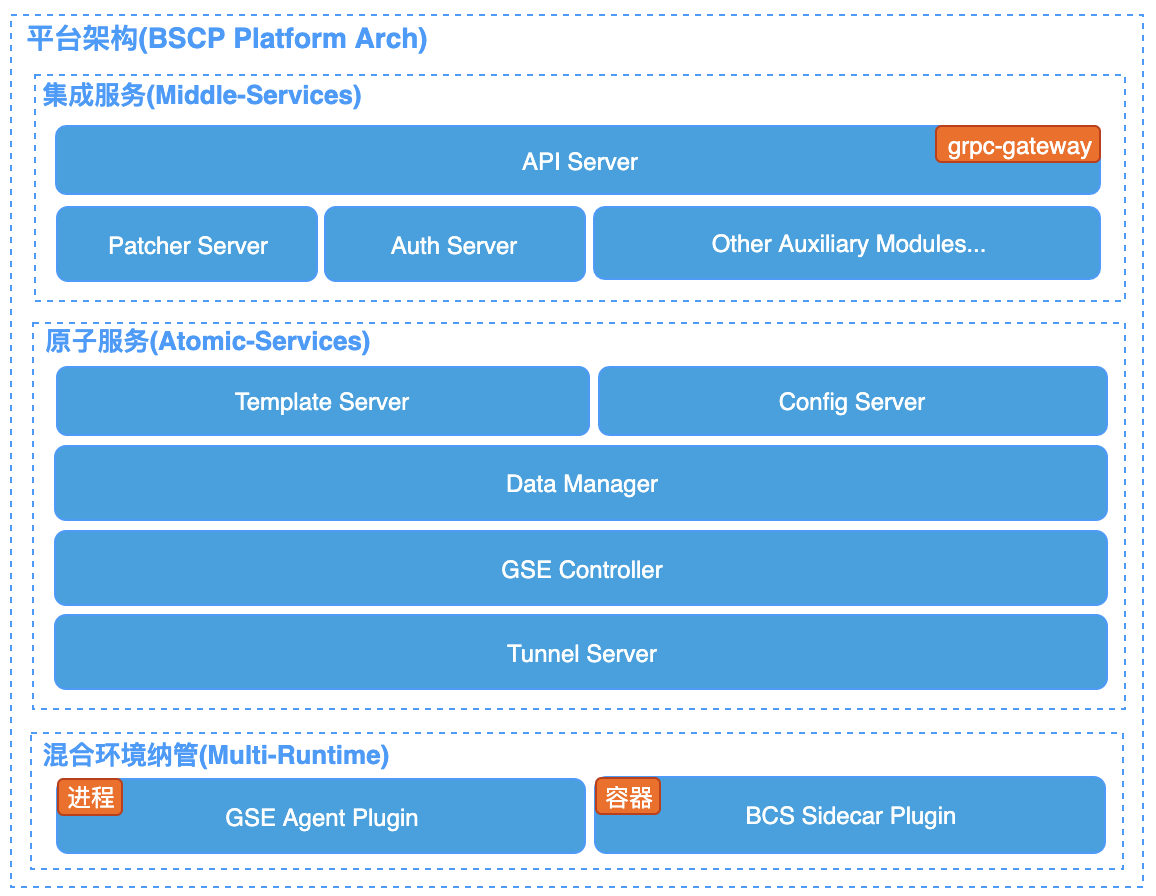 平台架构(BSCP Platform Arch)
集成服务(Middle-Services)
API Server
grpc-gateway
Patcher Server
Auth Server
Other Auxiliary Modules...
原子服务(Atomic-Services)
Template Server
Config Server
Data Manager
GSE Controller
Tunnel Server
混合环境纳管(Multi-Runtime)
进程
GSE Agent Plugin
容器
BCS Sidecar Plugin